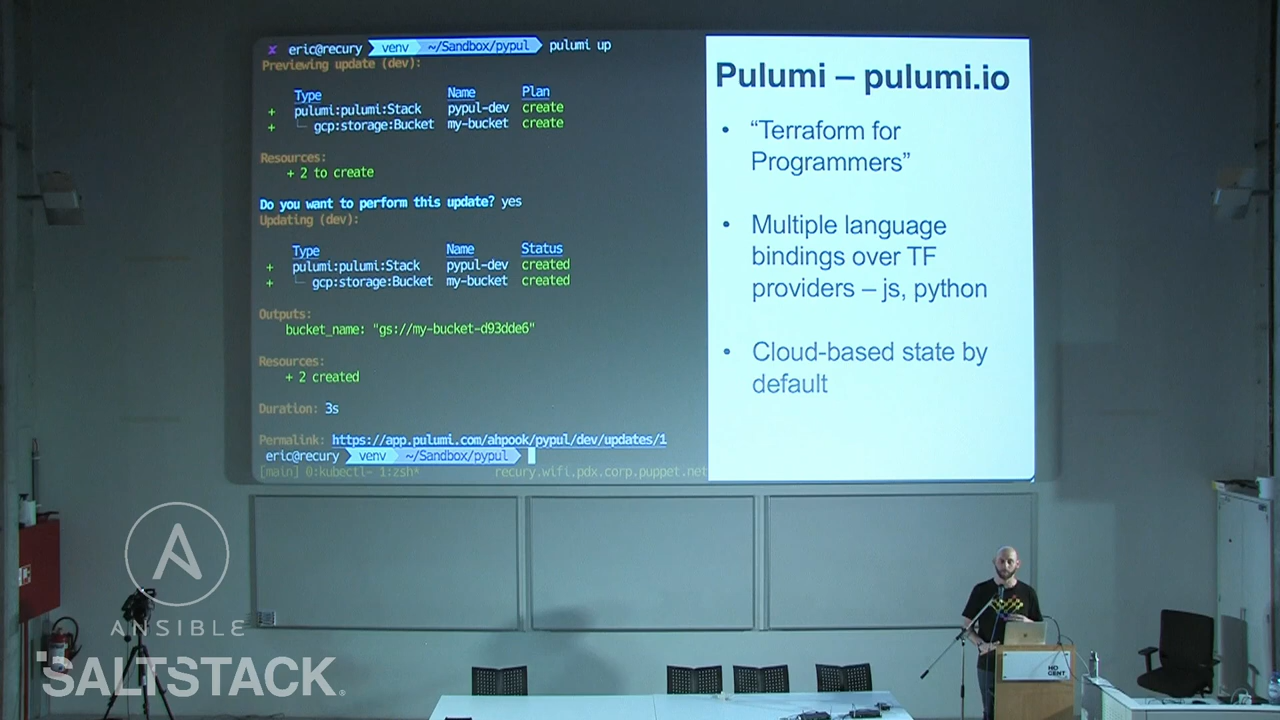 ✗ eric@recury venv ~/Sandbox/pypul pulumi up
Previewing update (dev):
Type Name Plan
+ pulumi:pulumi:Stack pypul-dev create
+ └─ gcp:storage:Bucket my-bucket create
Resources:
+ 2 to create
Do you want to perform this update? yes
Updating (dev):
Type Name Status
+ pulumi:pulumi:Stack pypul-dev created
+ └─ gcp:storage:Bucket my-bucket created
Outputs:
bucket_name: "gs://my-bucket-d93dde6"
Resources:
+ 2 created
Duration: 3s
Permalink: https://app.pulumi.com/ahpook/pypul/dev/updates/1
eric@recury venv ~/Sandbox/pypul
[main] 0:kubectl- 1:zsh* recury.wifi.pdx.corp.puppet.net
Pulumi – pulumi.io
• “Terraform for
Programmers”
• Multiple language
bindings over TF
providers – js, python
• Cloud-based state by
default
ANSIBLE
SALTSTACK
HO
GENT